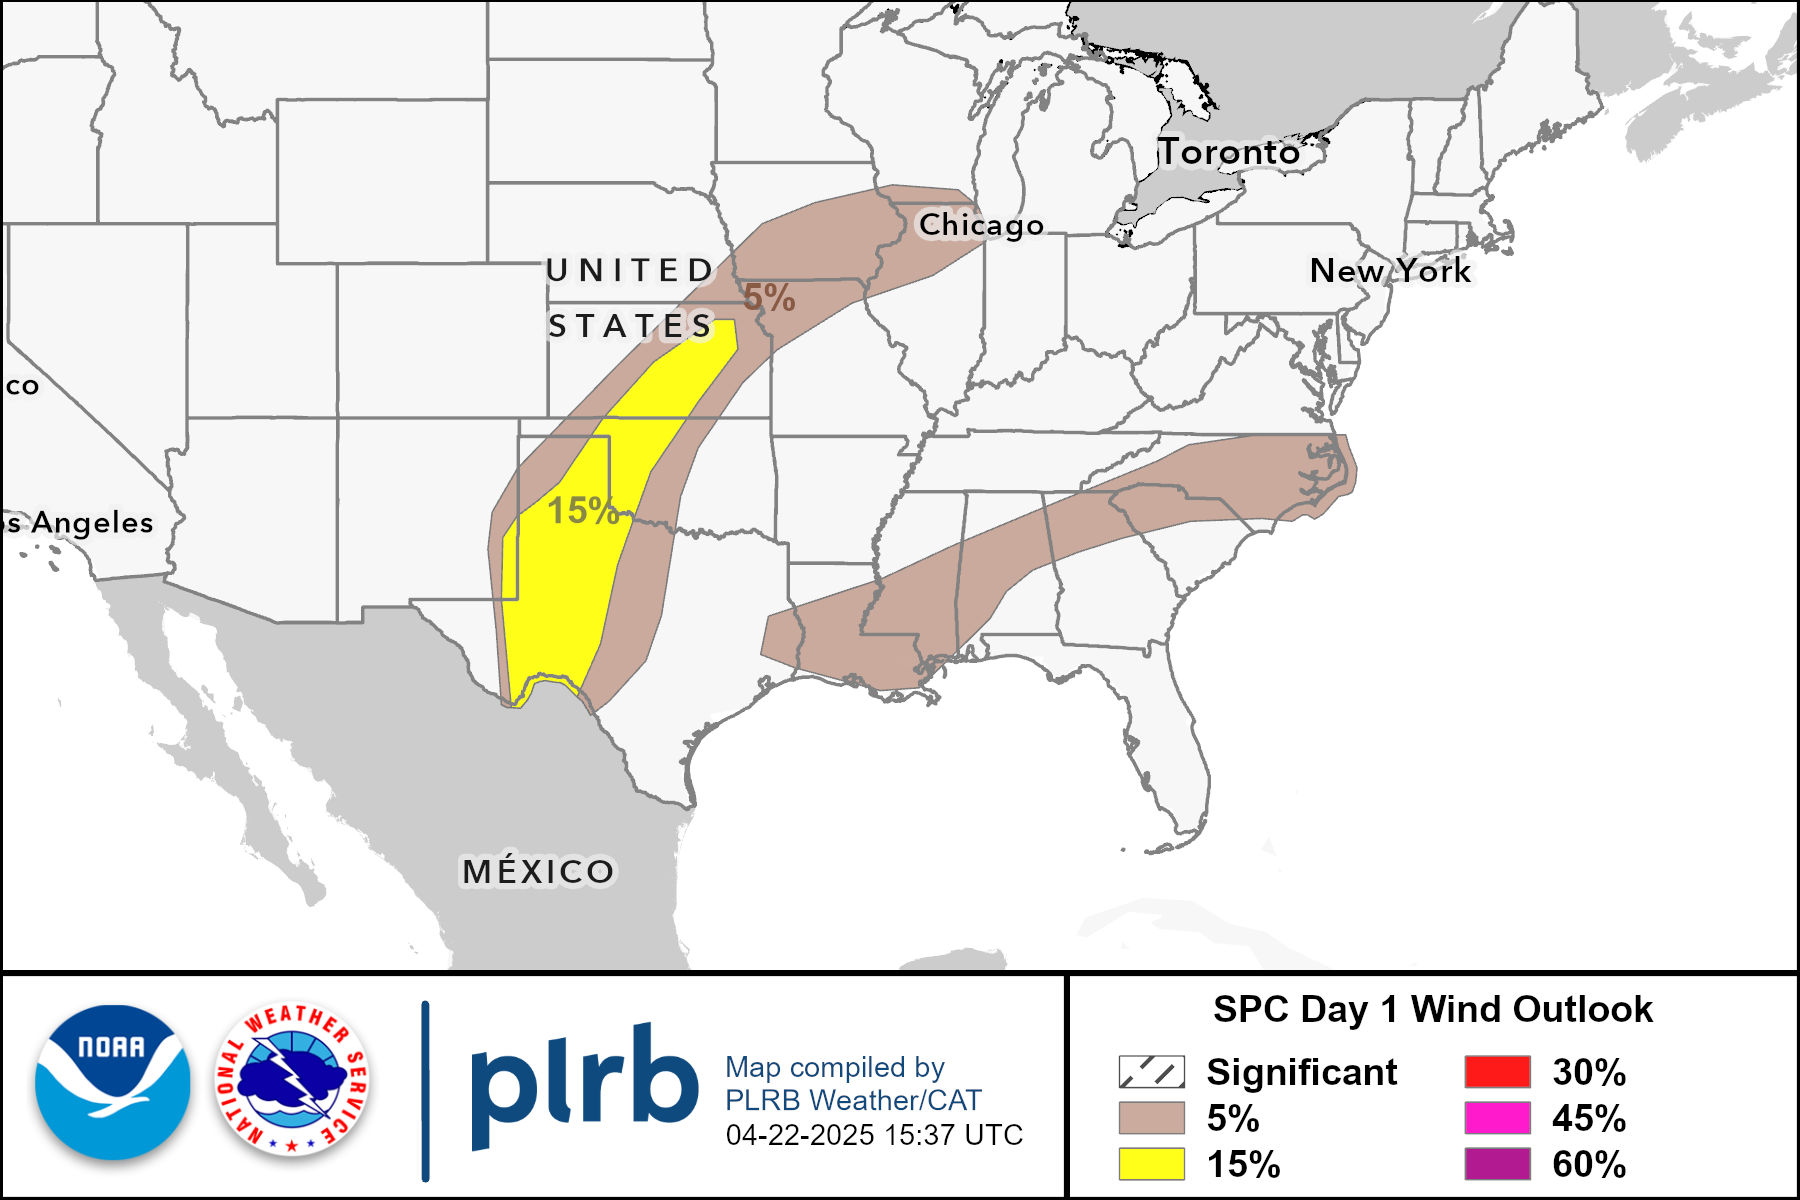 Toronto
Chicago
New York
UNITED
STATES
5%
co
15%
os Angeles
MÉXICO
NOAA
NATIONAL WEATHER SERVICE
plrb
Map compiled by
PLRB Weather/CAT
04-22-2025 15:37 UTC
SPC Day 1 Wind Outlook
Significant
5%
15%
30%
45%
60%